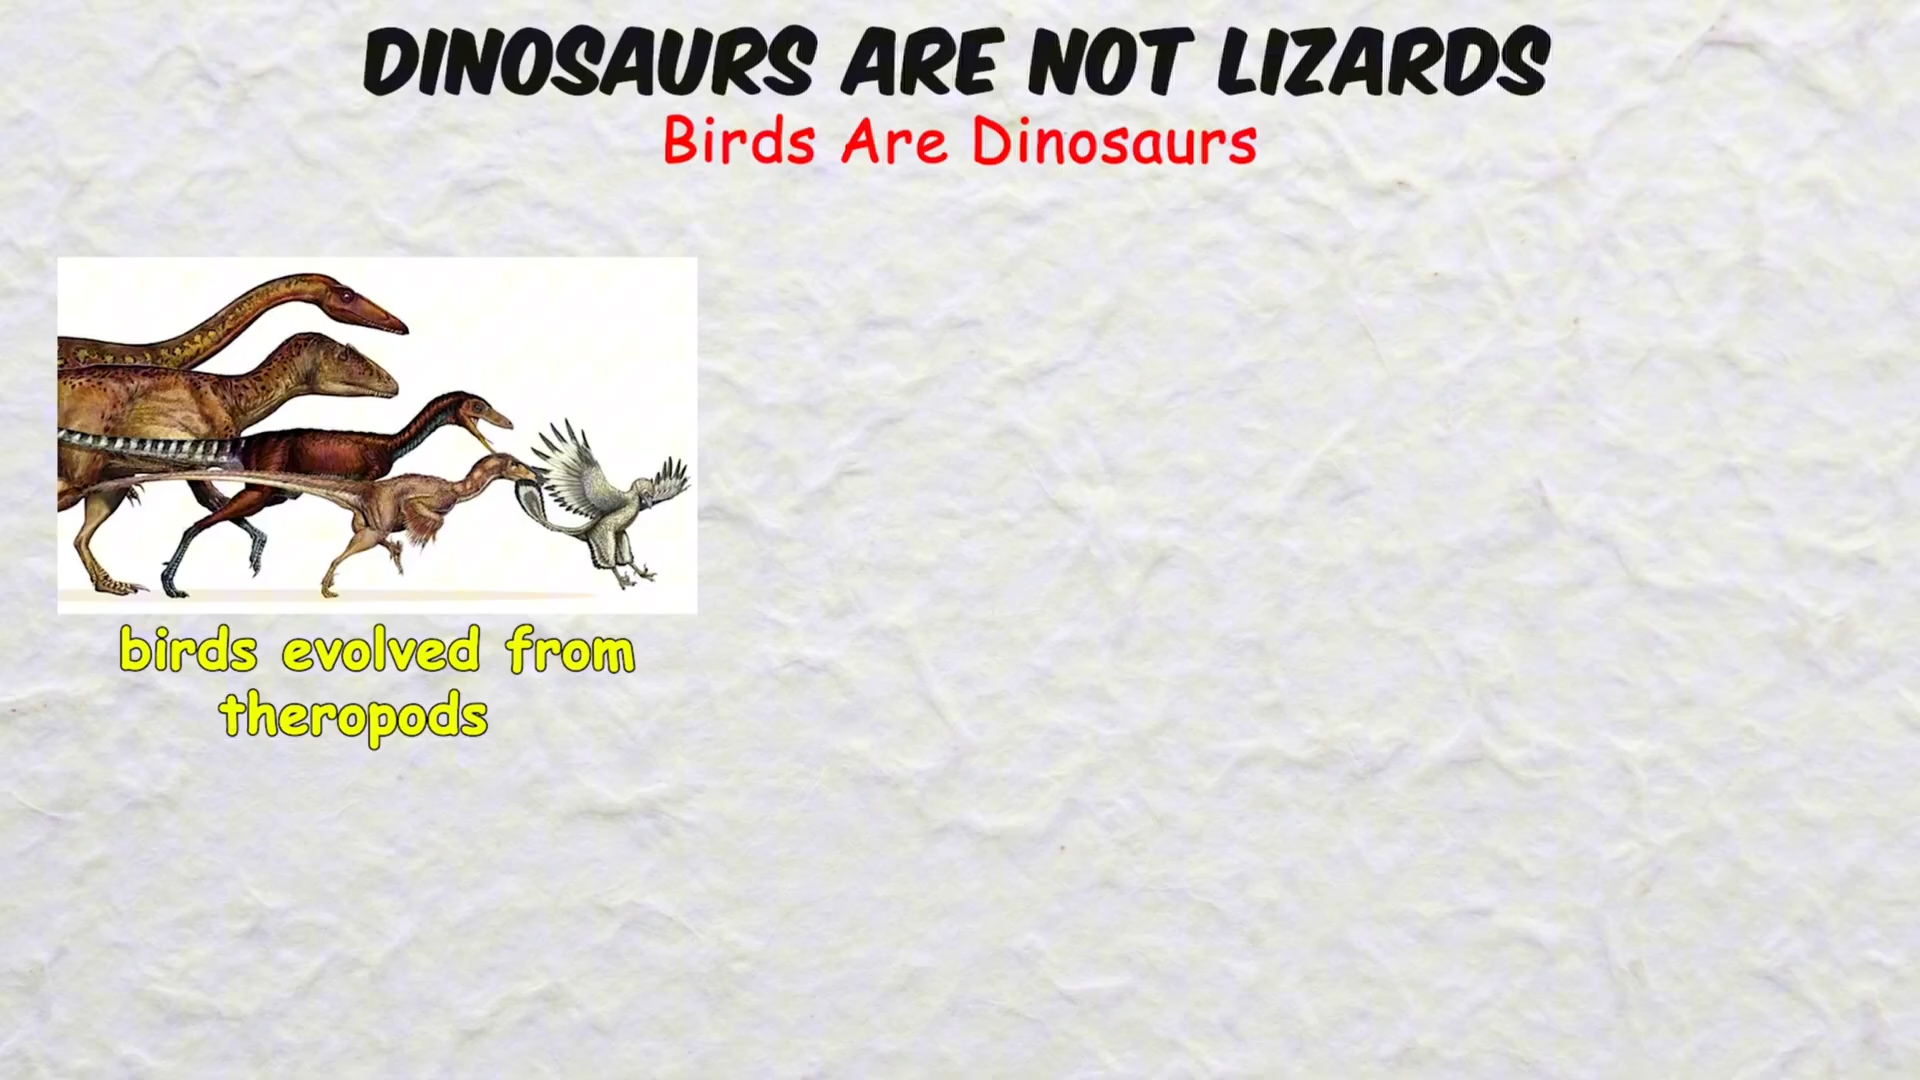 DINOSAURS ARE NOT LIZARDS
Birds Are Dinosaurs
birds evolved from
theropods